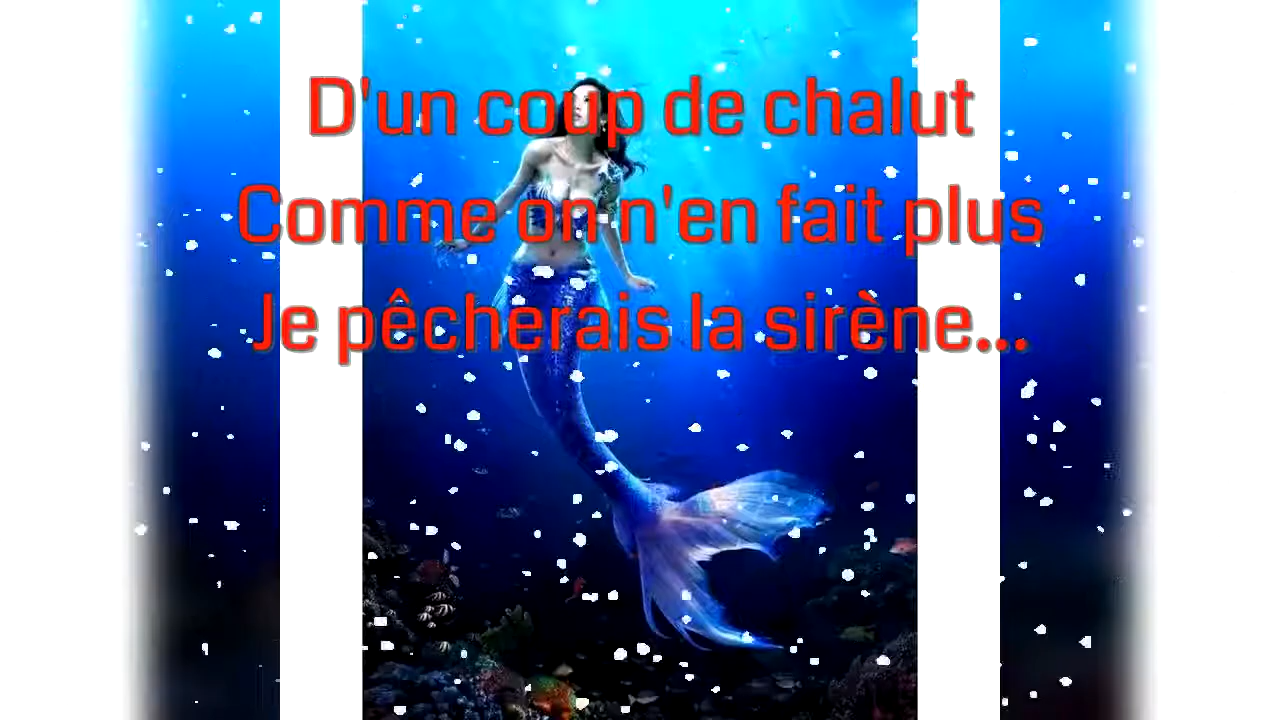 D'un coup de chalut
Comme on n'en fait plus
Je pêcherais la sirène...